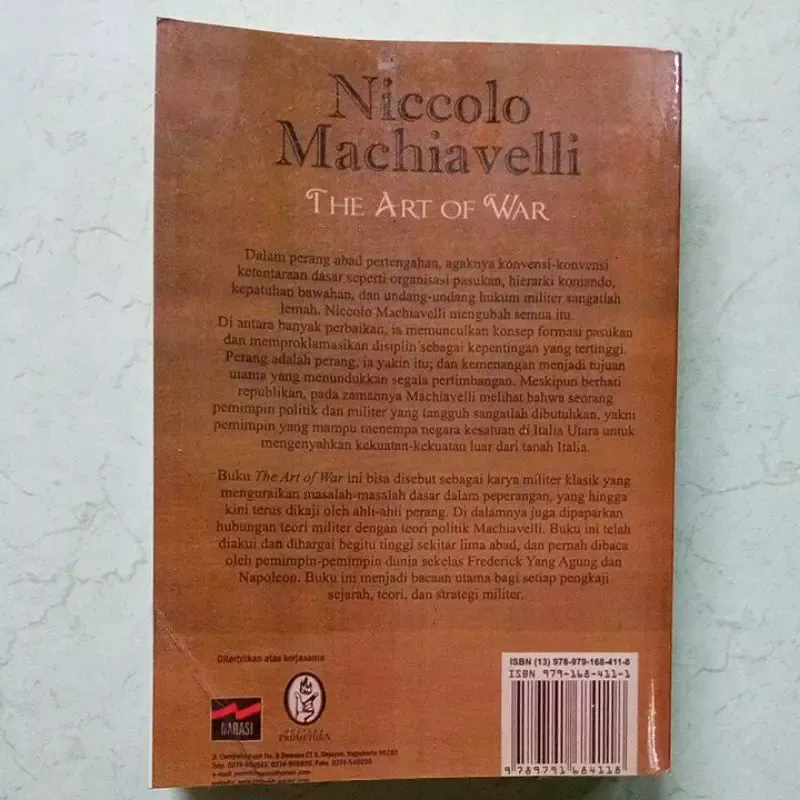 Niccolo
Machiavelli
THE ART OF WAR
Dalam perang abad pertengahan, agaknya konvensi-konvensi
ketentaraan dasar seperti organisasi pasukan, hierarki komando,
kepatuhan bawahan, dan undang-undang hukum militer sangatlah
lemah. Niccolo Machiavelli mengubah semua itu.
Di antara banyak perbaikan, ia memunculkan konsep formasi pasukan
dan memproklamasikan disiplin sebagai kepentingan yang tertinggi.
Perang adalah perang, ia yakin itu; dan kemenangan menjadi tujuan
utama yang menundukkan segala pertimbangan. Meskipun berhati
republikan, pada zamannya Machiavelli melihat bahwa seorang
pemimpin politik dan militer yang tangguh sangatlah dibutuhkan, yakni
pemimpin yang mampu menempa negara kesatuan di Italia Utara untuk
mengenyahkan kekuatan-kekuatan luar dari tanah Italia.
Buku The Art of War ini bisa disebut sebagai karya militer klasik yang
menguraikan masalah-masalah dasar dalam peperangan, yang hingga
kini terus dikaji oleh ahli-ahli perang. Di dalamnya juga dipaparkan
hubungan teori militer dengan teori politik Machiavelli. Buku ini telah
diakui dan dihargai begitu tinggi sekitar lima abad, dan pernah dibaca
oleh pemimpin-pemimpin dunia sekelas Frederick Yang Agung dan
Napoleon. Buku ini menjadi bacaan utama bagi setiap pengkaji
sejarah, teori, dan strategi militer.
Diterbitkan atas kerjasama
NARASI
PROMETHEA
Yogyakarta
ISBN (13) 978-979-168-411-8
ISBN 979-168-411-1
9 789791 684118